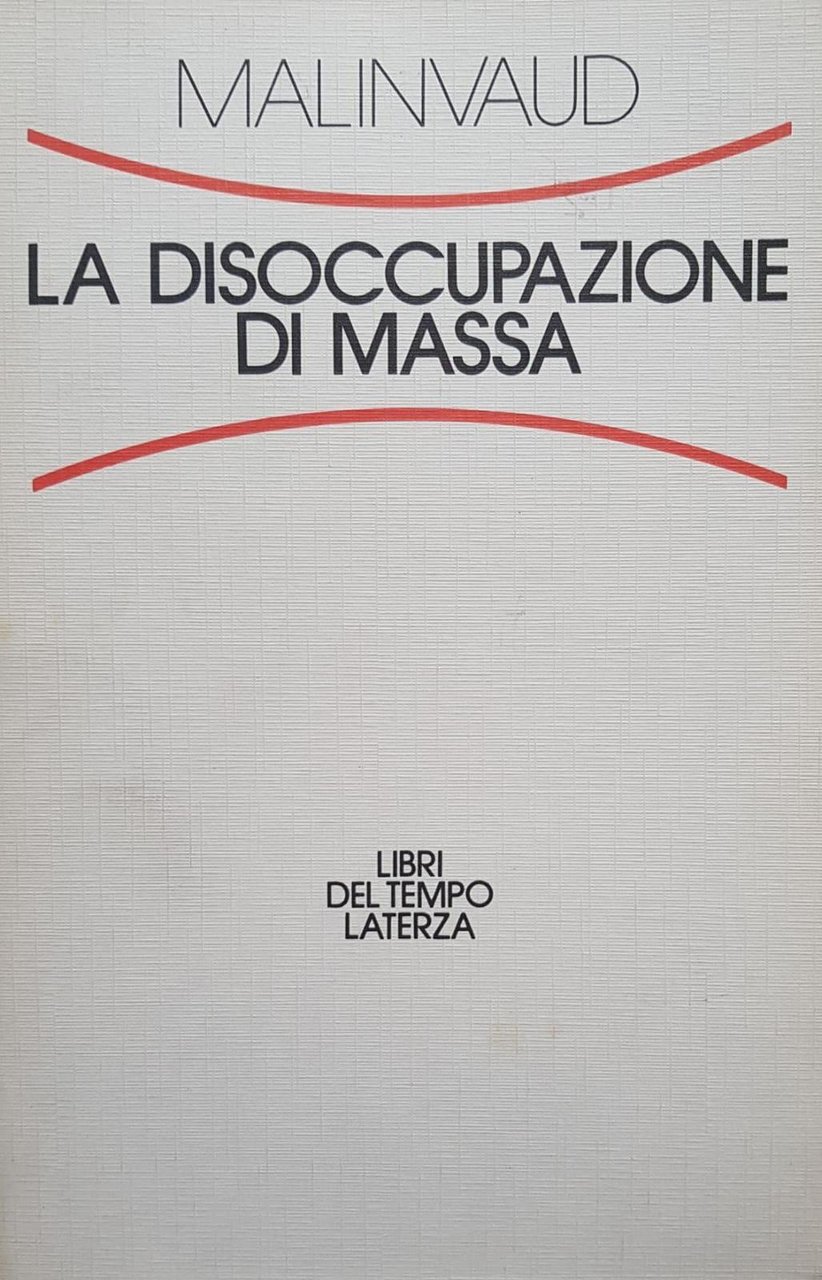 MALINVAUD
LA DISOCCUPAZIONE
DI MASSA
LIBRI
DEL TEMPO
LATERZA